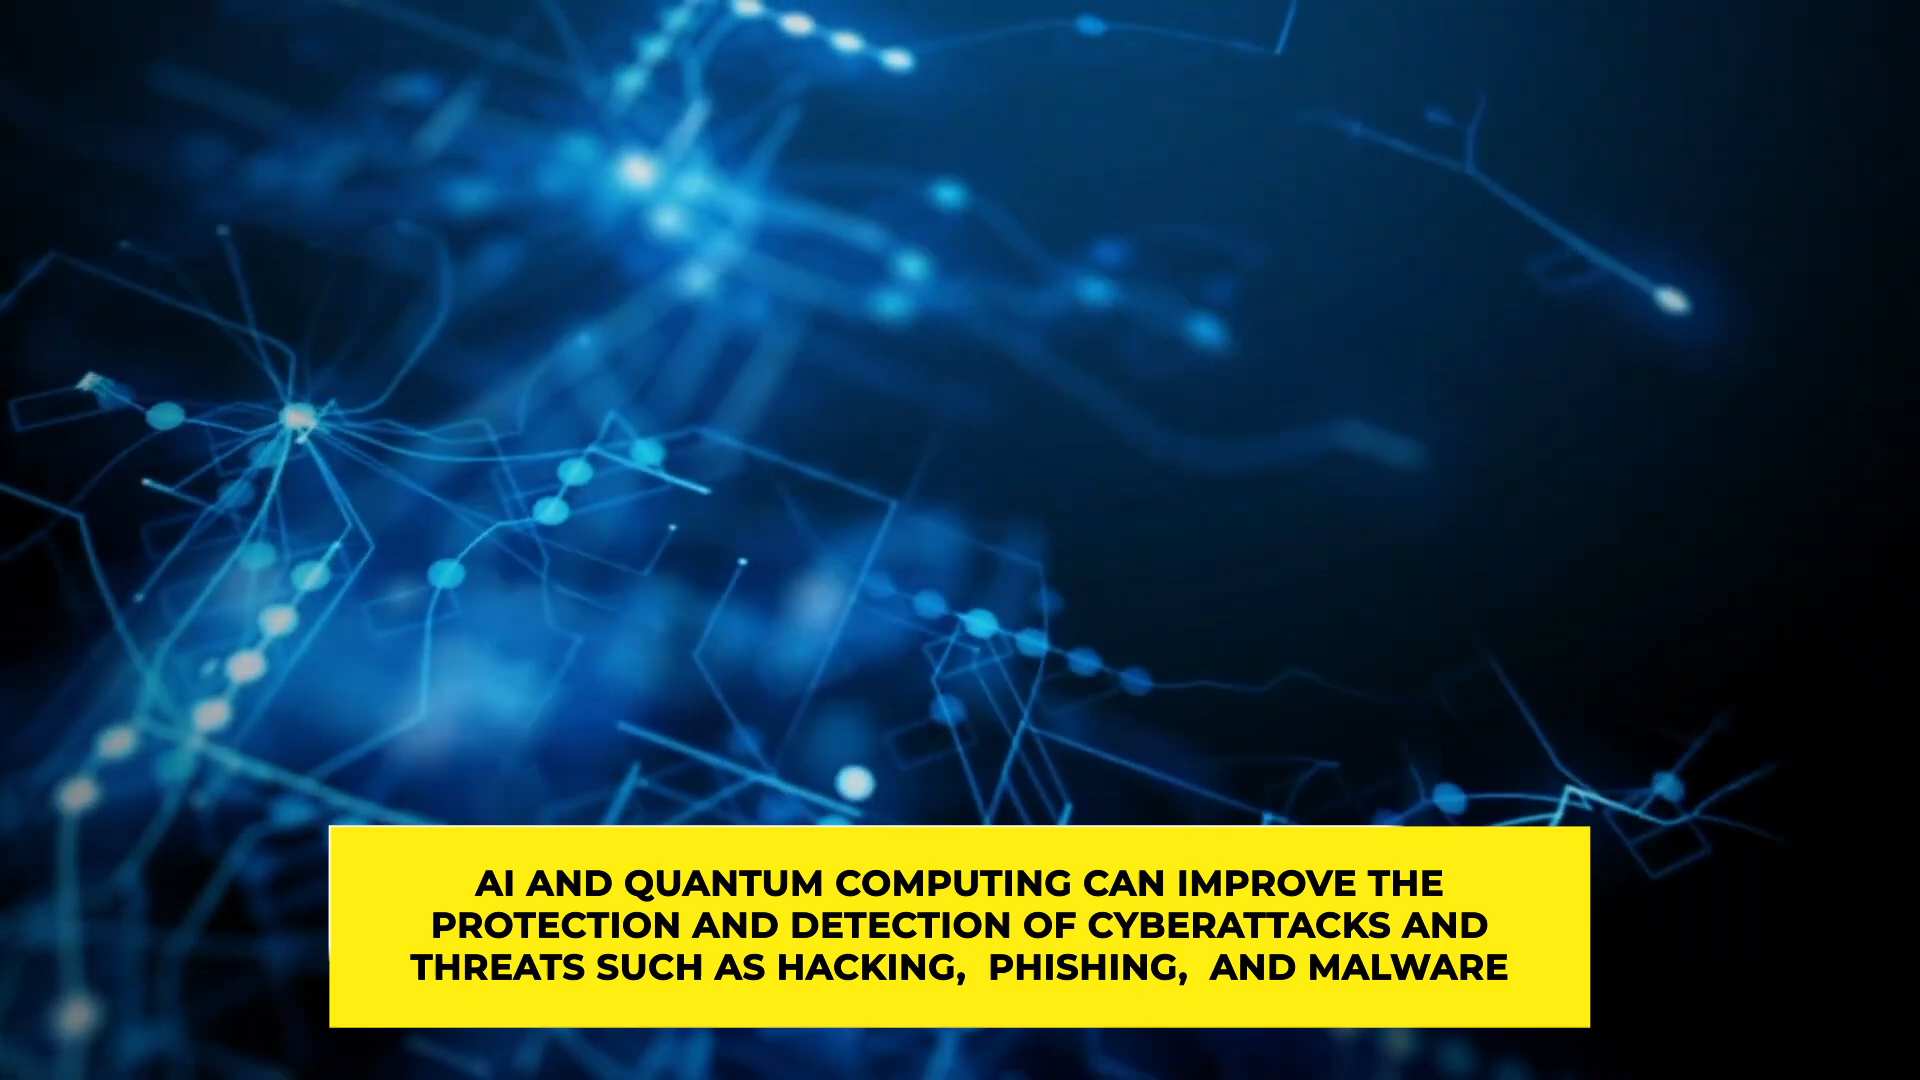 AI AND QUANTUM COMPUTING CAN IMPROVE THE
PROTECTION AND DETECTION OF CYBERATTACKS AND
THREATS SUCH AS HACKING,  PHISHING,  AND MALWARE